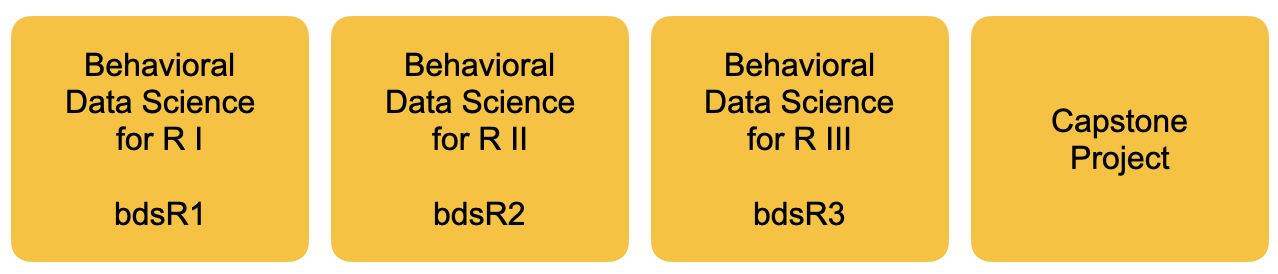 Behavioral
Data Science
for R I
bdsR1
Behavioral
Data Science
for R II
bdsR2
Behavioral
Data Science
for R III
bdsR3
Capstone
Project